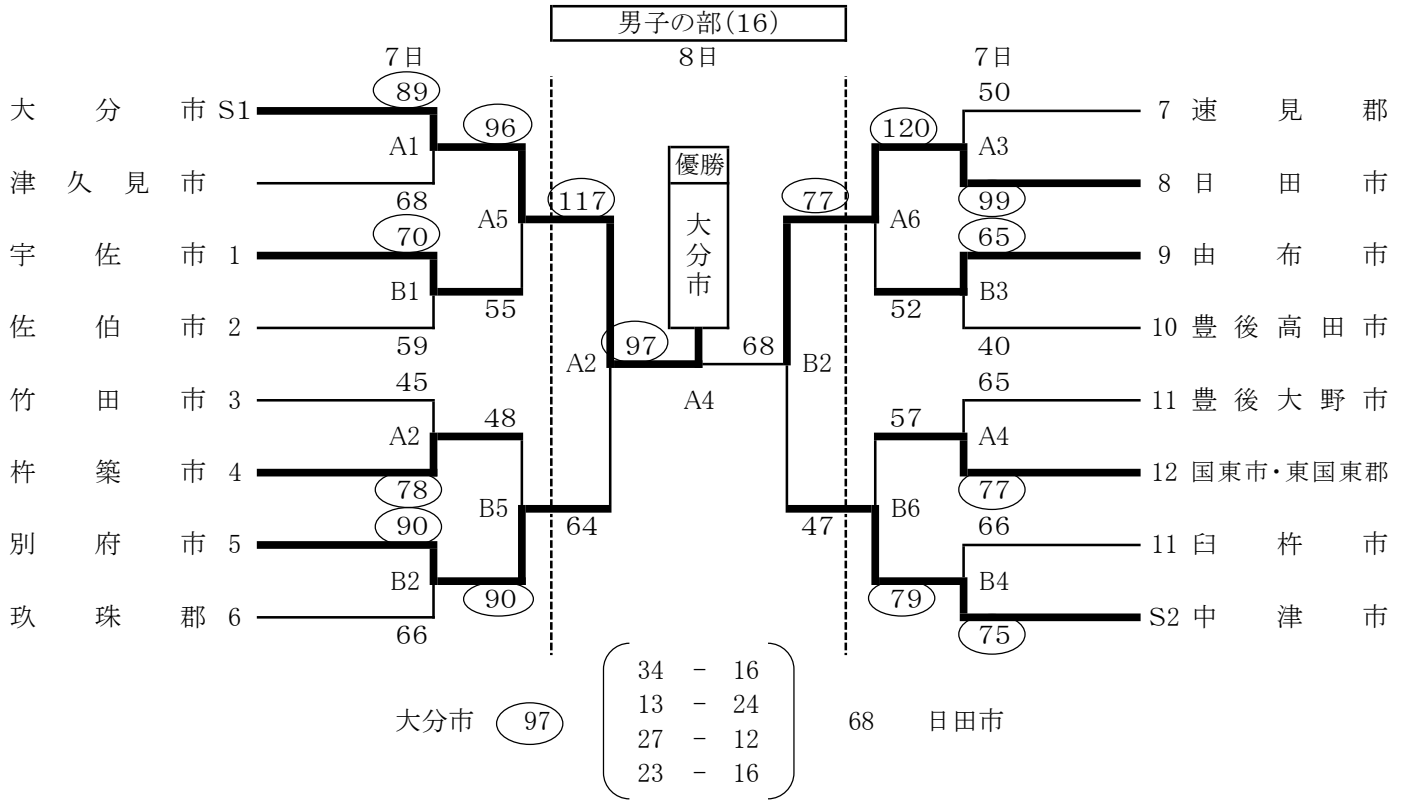 男子の部(16)
7日 8日 7日
89 50
大分市 S1 7 速見郡
96 120
A1 A3
優勝
津久見市 8 日田市
68 117 77 99
70 A5 大分市 A6 65
宇佐市 1 9 由布市
B1 B3
55 52
佐伯市 2 10 豊後高田市
59 97 68 40
A2 B2
45 65
竹田市 3 A4 11 豊後大野市
48 57
A2 A4
杵築市 4 12 国東市・東国東郡
78 77
90 B5 64 47 B6 66
別府市 5 11 臼杵市
B2 B4
90 79
玖珠郡 6 S2 中津市
66 75
34 - 16
13 - 24
大分市 97 68 日田市
27 - 12
23 - 16